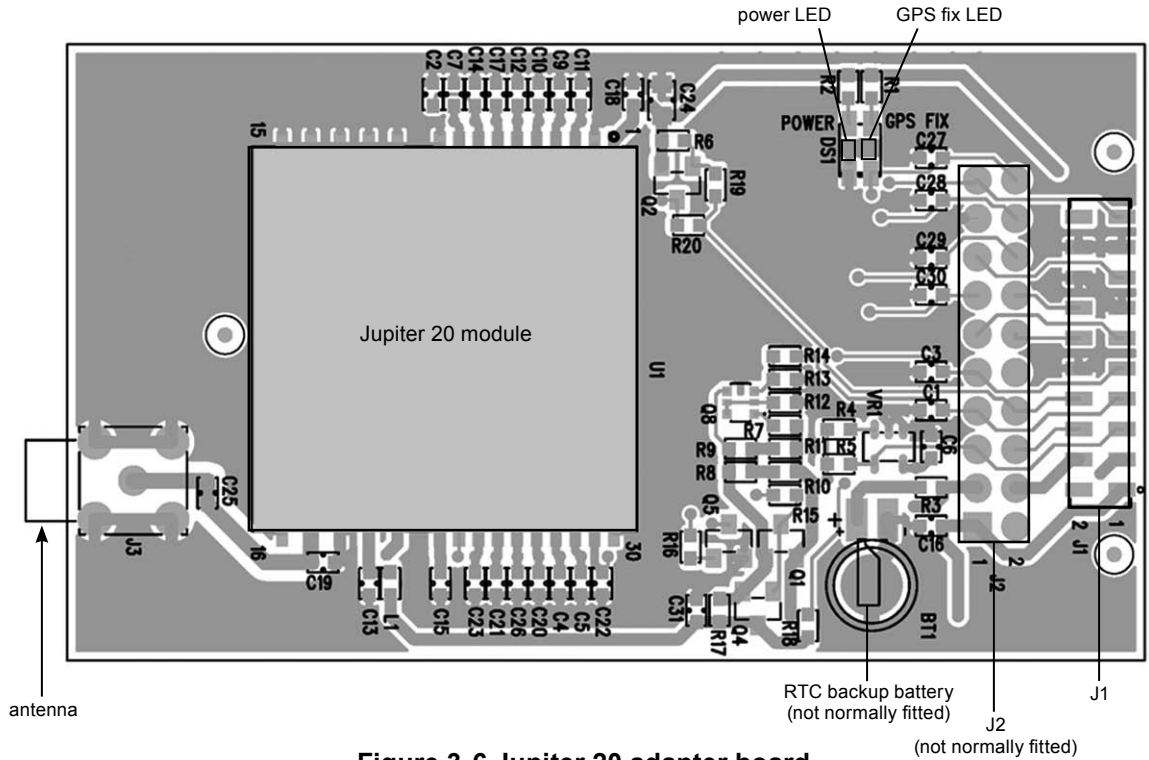 power LED
GPS fix LED
C2
C7
C14
C17
C12
C10
C9
C11
C18
C24
R2
R1
POWER
GPS FIX
DS1
15
1
R6
C27
C28
R19
Q2
R20
C29
C30
Jupiter 20 module
U1
R14
C3
R13
R12
C1
Q8
R4
VR1
R7
R9
R11
R5
C6
R8
R10
C25
Q5
R15
R3
+
C16
2
1
J3
16
30
R16
J1
C19
Q1
1
J2
2
C13
L1
C15
C23
C21
C26
C20
C4
C5
C22
C31
R17
Q4
R18
BT1
antenna
RTC backup battery
(not normally fitted)
J2
(not normally fitted)
J1
Figure 3-6 Jupiter 20 adapter board